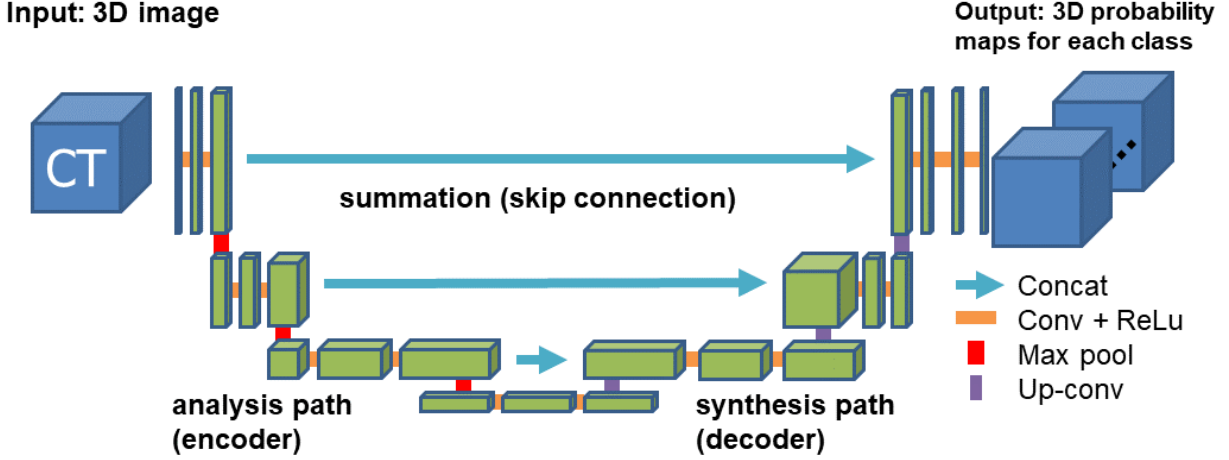 Input: 3D image
Output: 3D probability
maps for each class
CT
summation (skip connection)
Concat
Conv + ReLu
Max pool
Up-conv
analysis path
(encoder)
synthesis path
(decoder)